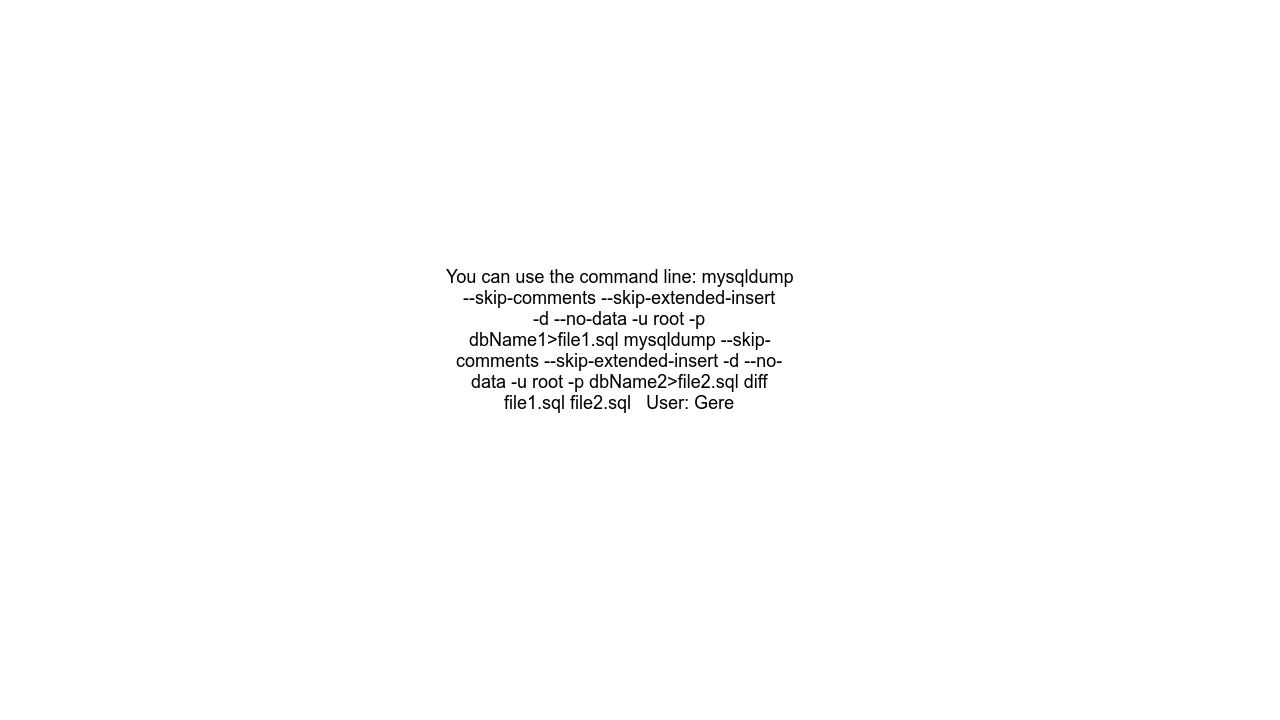 You can use the command line: mysqldump
--skip-comments --skip-extended-insert
-d --no-data -u root -p
dbName1>file1.sql mysqldump --skip-
comments --skip-extended-insert -d --no-
data -u root -p dbName2>file2.sql diff
file1.sql file2.sql   User: Gere